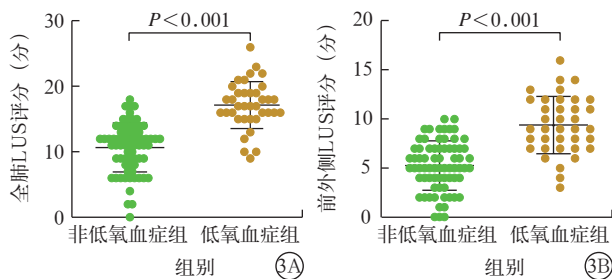 P＜0.001
全肺LUS评分（分）
30
20
10
0
非低氧血症组 低氧血症组
组别
3A
P＜0.001
前外侧LUS评分（分）
20
15
10
5
0
非低氧血症组 低氧血症组
组别
3B